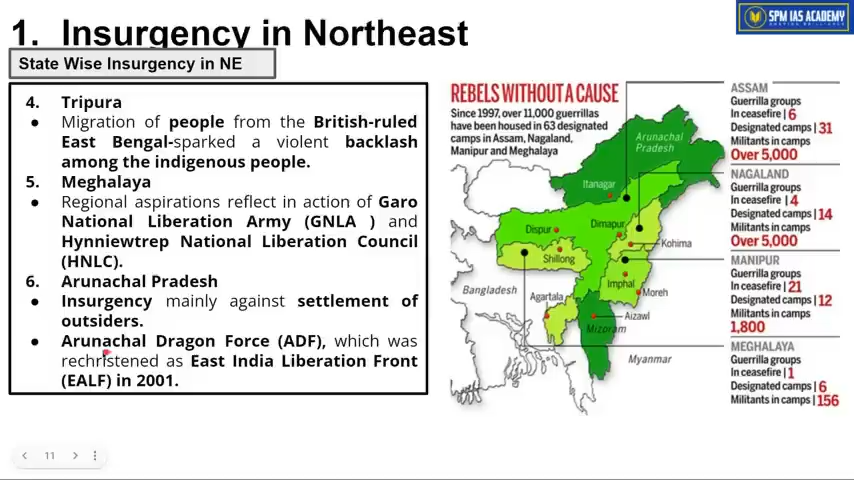 1. Insurgency in Northeast
SPM IAS ACADEMY
State Wise Insurgency in NE
4. Tripura
● Migration of people from the British-ruled
East Bengal-sparked a violent backlash
among the indigenous people.
5. Meghalaya
● Regional aspirations reflect in action of Garo
National Liberation Army (GNLA ) and
Hynniewtrep National Liberation Council
(HNLC).
6. Arunachal Pradesh
● Insurgency mainly against settlement of
outsiders.
● Arunachal Dragon Force (ADF), which was
rechristened as East India Liberation Front
(EALF) in 2001.
REBELS WITHOUT A CAUSE
Since 1997, over 11,000 guerrillas
have been housed in 63 designated
camps in Assam, Nagaland,
Manipur and Meghalaya
Arunachal
Pradesh
Itanagar
Dispur
Dimapur
Kohima
Shillong
Bangladesh
Imphal
Moreh
Agartala
Aizawl
Mizoram
Myanmar
ASSAM
Guerrilla groups
In ceasefire | 6
Designated camps | 31
Militants in camps
Over 5,000
NAGALAND
Guerrilla groups
In ceasefire | 4
Designated camps | 14
Militants in camps
Over 5,000
MANIPUR
Guerrilla groups
In ceasefire | 21
Designated camps | 12
Militants in camps
1,800
MEGHALAYA
Guerrilla groups
In ceasefire | 1
Designated camps | 6
Militants in camps | 156
11